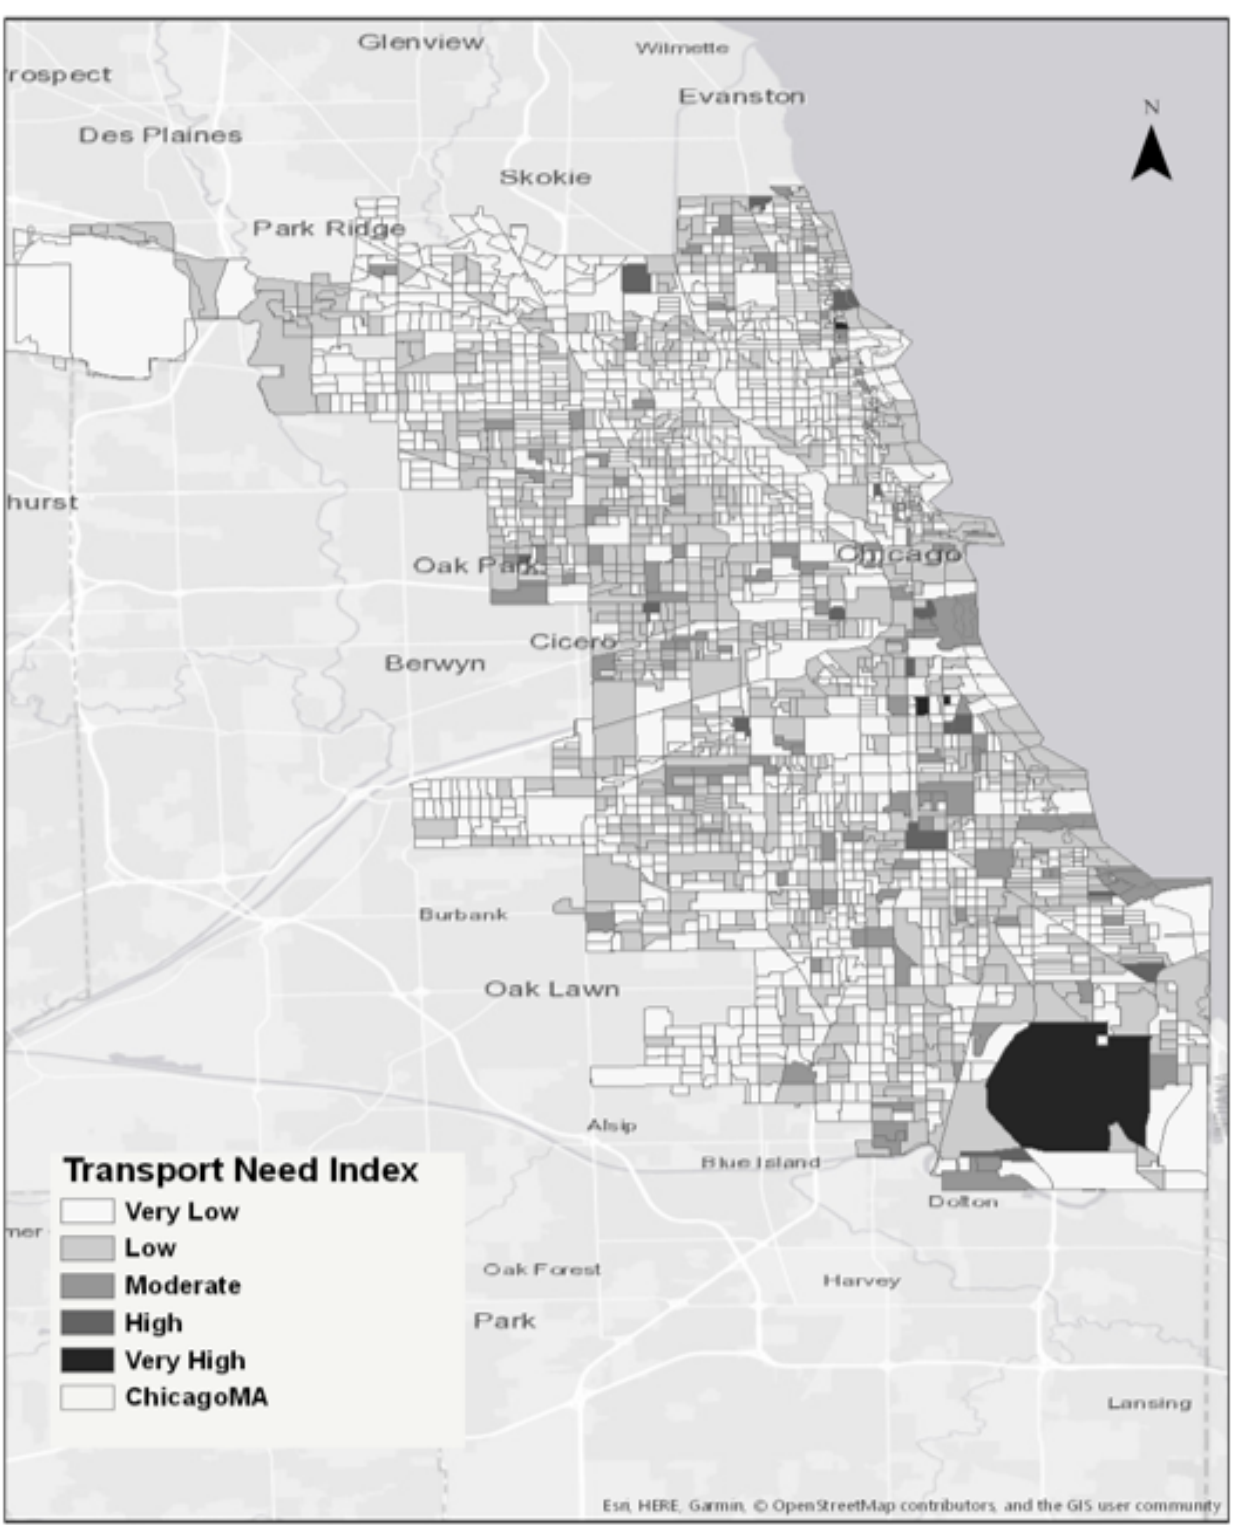 Glenview
Wilmette
rospect
Evanston
N
Des Plaines
Skokie
Park Ridge
hurst
Chicago
Oak Park
Cicero
Berwyn
Burbank
Oak Lawn
Alsip
Blue Island
Dolton
Transport Need Index
Very Low
Low
Moderate
High
Very High
ChicagoMA
mer
Oak Forest
Harvey
Park
Lansing
Esri, HERE, Garmin, © OpenStreetMap contributors, and the GIS user community